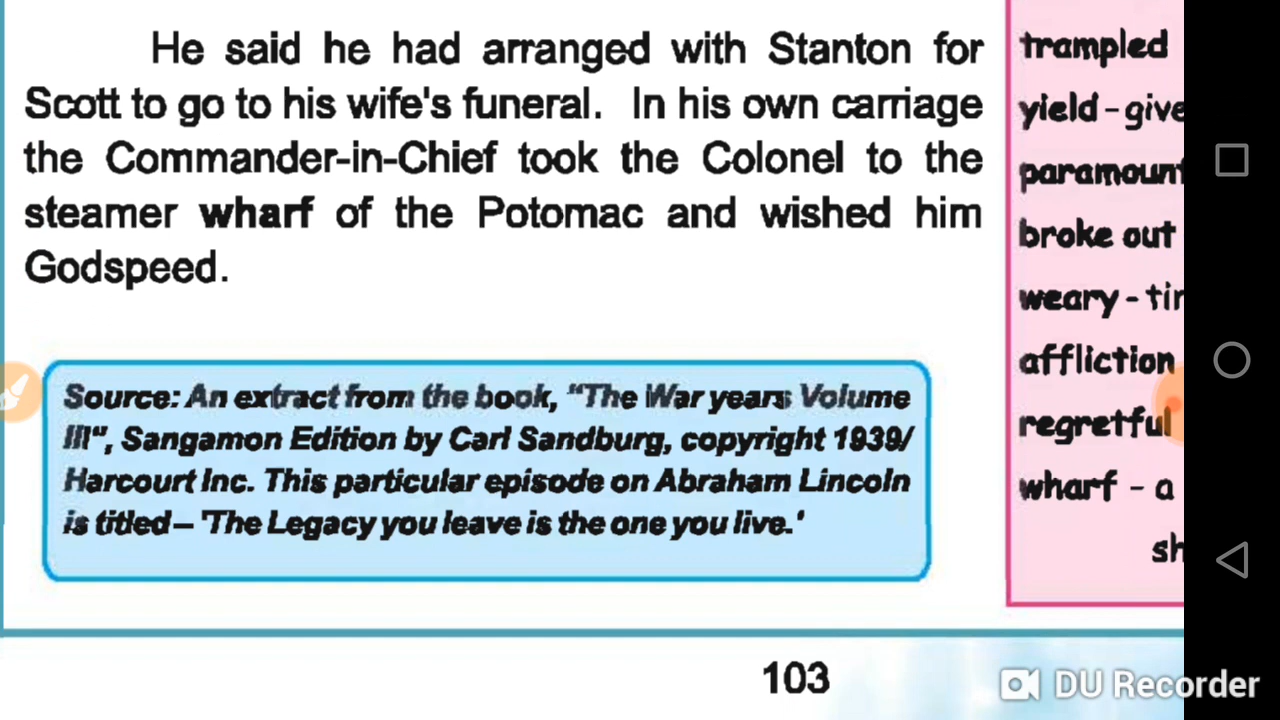 He said he had arranged with Stanton for
Scott to go to his wife's funeral. In his own carriage
the Commander-in-Chief took the Colonel to the
steamer wharf of the Potomac and wished him
Godspeed.
Source: An extract from the book, "The War years Volume
III", Sangamon Edition by Carl Sandburg, copyright 1939/
Harcourt Inc. This particular episode on Abraham Lincoln
is titled– 'The Legacy you leave is the one you live.'
trampled
yield - give
paramount
broke out
weary - tir
affliction
regretful
wharf - a
sh
103
DU Recorder